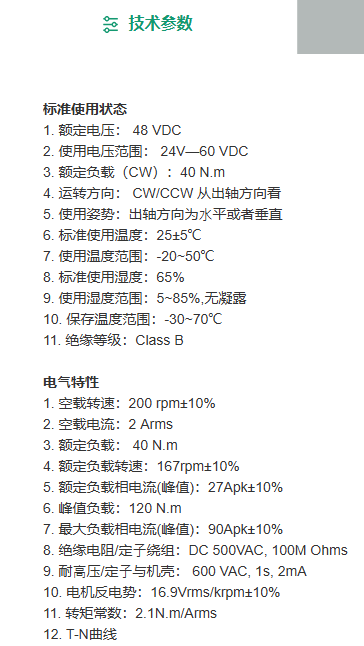 技术参数
标准使用状态
1. 额定电压： 48 VDC
2. 使用电压范围： 24V—60 VDC
3. 额定负载（CW）：40 N.m
4. 运转方向： CW/CCW 从出轴方向看
5. 使用姿势：出轴方向为水平或者垂直
6. 标准使用温度：25±5℃
7. 使用温度范围：-20~50℃
8. 标准使用湿度：65%
9. 使用湿度范围：5~85%,无凝露
10. 保存温度范围：-30~70℃
11. 绝缘等级：Class B
电气特性
1. 空载转速：200 rpm±10%
2. 空载电流：2 Arms
3. 额定负载： 40 N.m
4. 额定负载转速：167rpm±10%
5. 额定负载相电流(峰值)：27Apk±10%
6. 峰值负载：120 N.m
7. 最大负载相电流(峰值)：90Apk±10%
8. 绝缘电阻/定子绕组：DC 500VAC, 100M Ohms
9. 耐高压/定子与机壳： 600 VAC, 1s, 2mA
10. 电机反电势：16.9Vrms/krpm±10%
11. 转矩常数：2.1N.m/Arms
12. T-N曲线